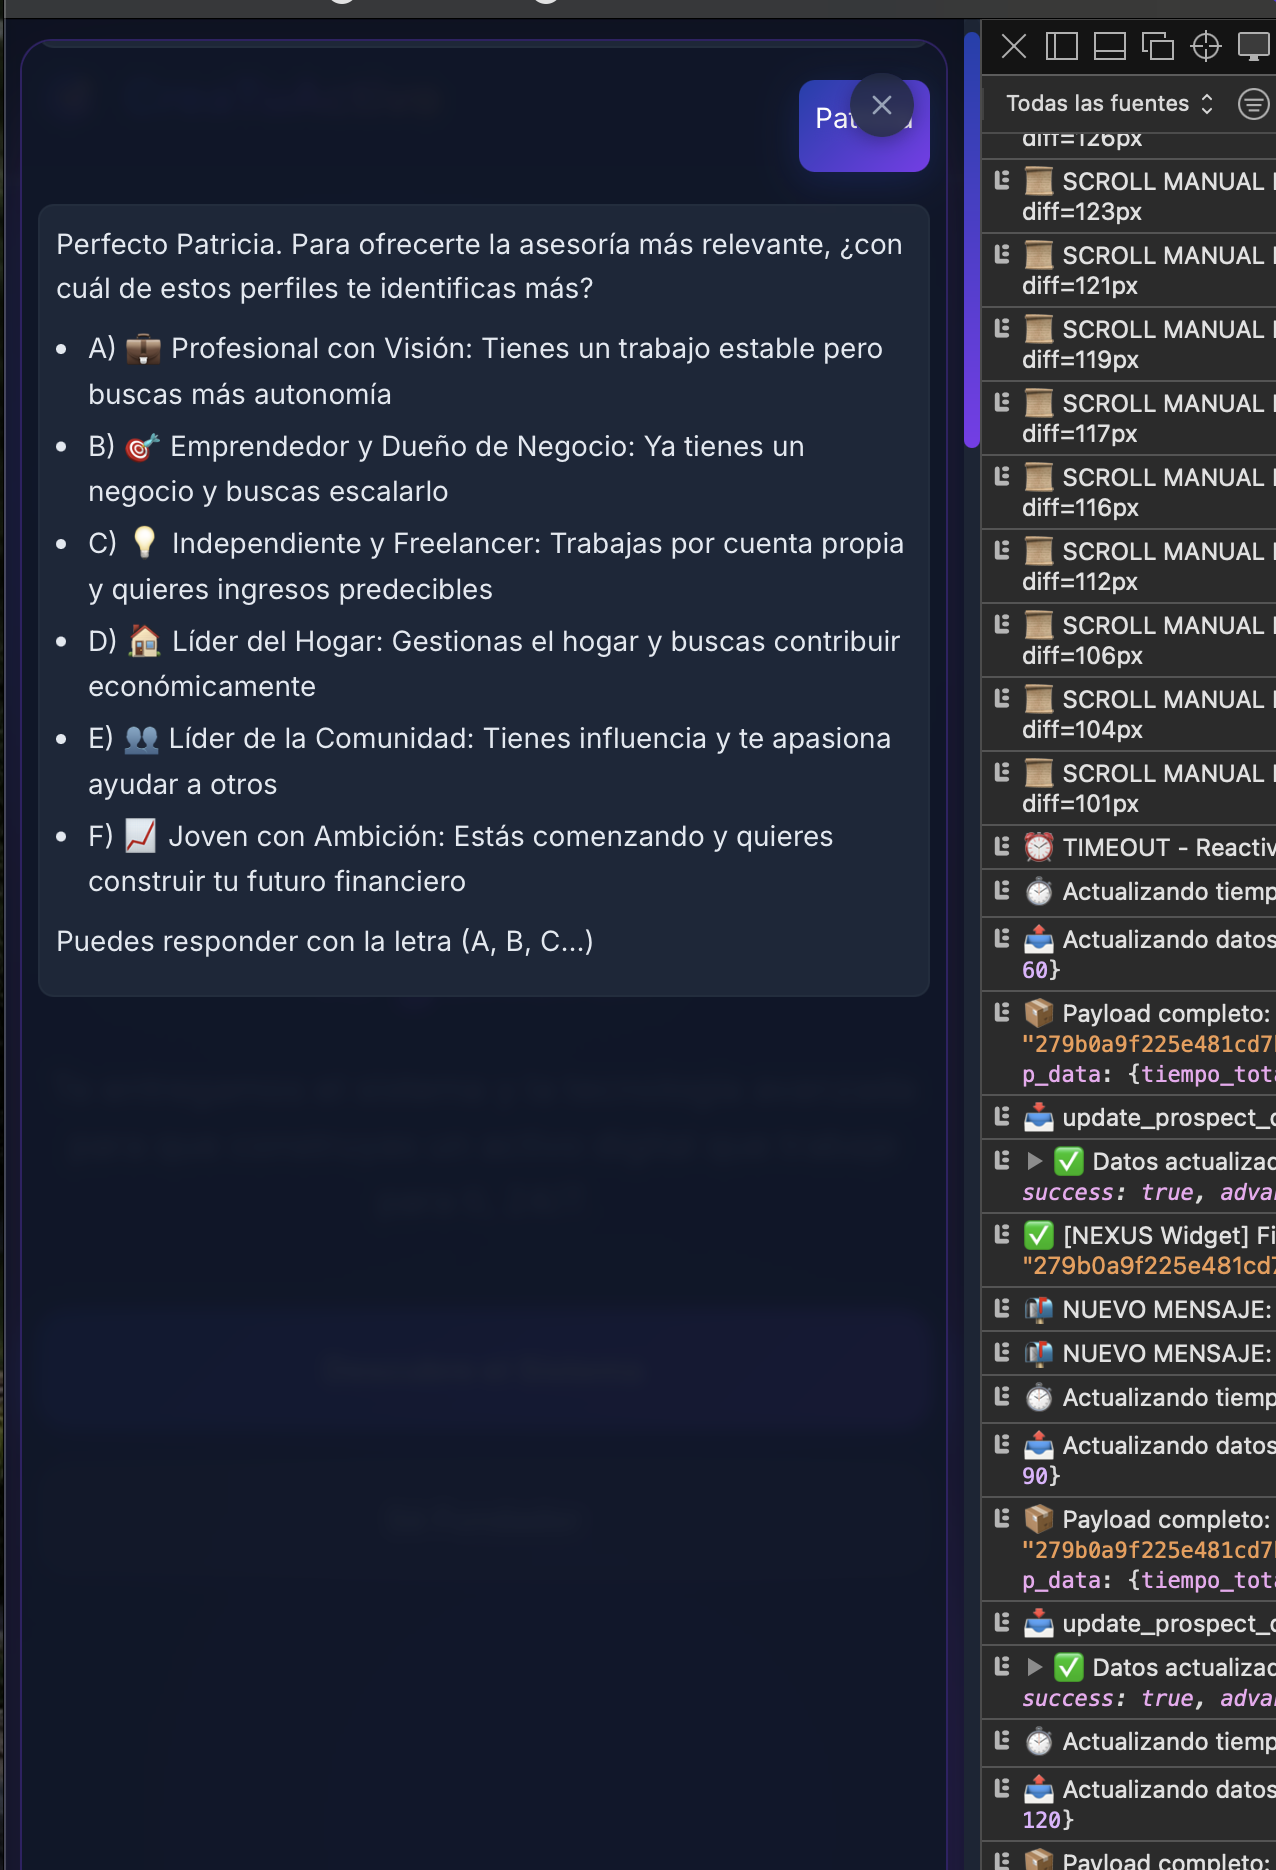 Perfecto Patricia. Para ofrecerte la asesoría más relevante, ¿con
cuál de estos perfiles te identificas más?
• A) 💼 Profesional con Visión: Tienes un trabajo estable pero
buscas más autonomía
• B) 🎯 Emprendedor y Dueño de Negocio: Ya tienes un
negocio y buscas escalarlo
• C) 💡 Independiente y Freelancer: Trabajas por cuenta propia
y quieres ingresos predecibles
• D) 🏠 Líder del Hogar: Gestionas el hogar y buscas contribuir
económicamente
• E) 👥 Líder de la Comunidad: Tienes influencia y te apasiona
ayudar a otros
• F) 📈 Joven con Ambición: Estás comenzando y quieres
construir tu futuro financiero
Puedes responder con la letra (A, B, C...)
Todas las fuentes
diff=126px
SCROLL MANUAL
diff=123px
SCROLL MANUAL
diff=121px
SCROLL MANUAL
diff=119px
SCROLL MANUAL
diff=117px
SCROLL MANUAL
diff=116px
SCROLL MANUAL
diff=112px
SCROLL MANUAL
diff=106px
SCROLL MANUAL
diff=104px
SCROLL MANUAL
diff=101px
TIMEOUT - Reactiv
Actualizando tiemp
Actualizando datos
60}
Payload completo:
"279b0a9f225e481cd7
p_data: {tiempo_tot
update_prospect_
Datos actualizad
success: true, adva
[NEXUS Widget] Fi
"279b0a9f225e481cd7
NUEVO MENSAJE:
NUEVO MENSAJE:
Actualizando tiemp
Actualizando datos
90}
Payload completo:
"279b0a9f225e481cd7
p_data: {tiempo_tot
update_prospect_
Datos actualizad
success: true, adva
Actualizando tiemp
Actualizando datos
120}
Payload completo: